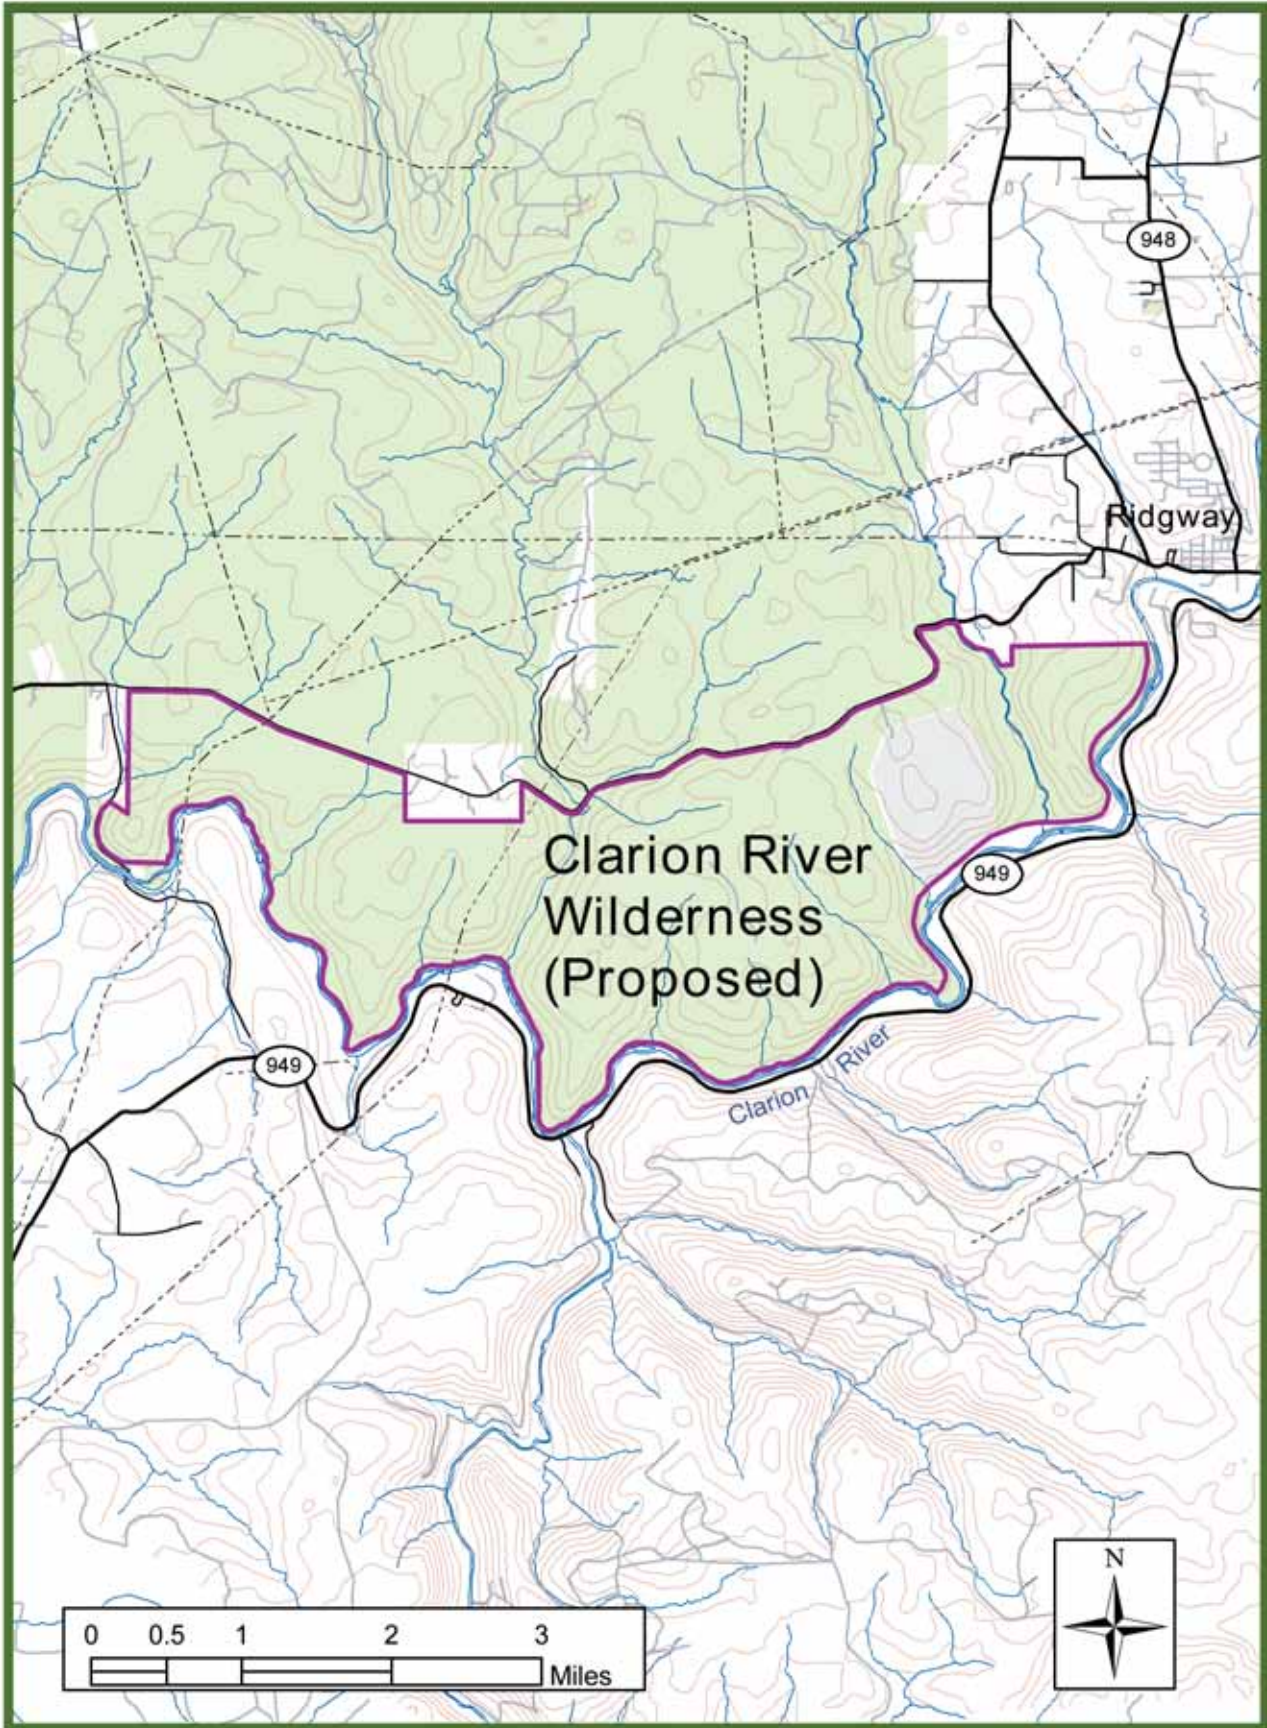 948
Ridgway
Clarion River
Wilderness
(Proposed)
949
949
Clarion River
N
0 0.5 1 2 3
Miles